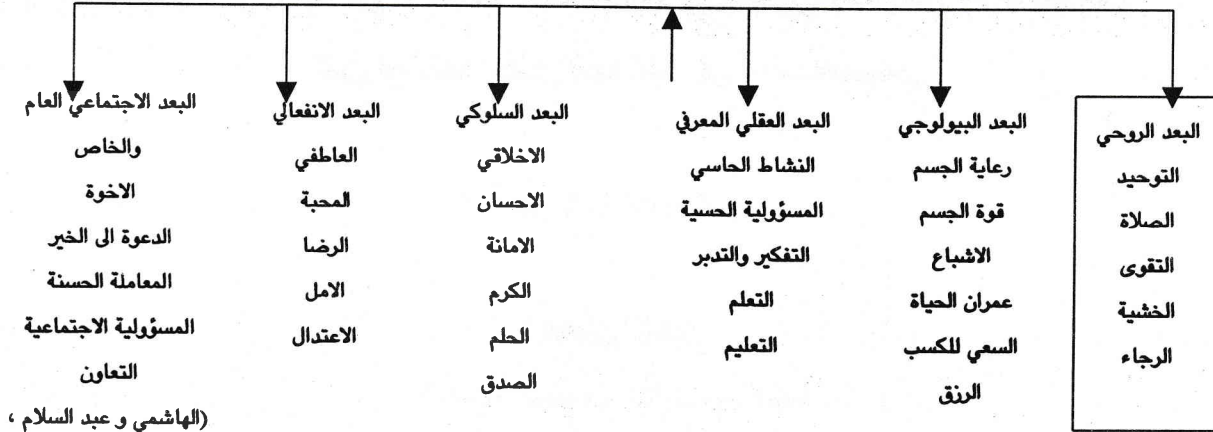 البعد الروحي
التوحيد
الصلاة
التقوى
الخشية
الرجاء
البعد البيولوجي
رعاية الجسم
قوة الجسم
الاشباع
عمران الحياة
السعي للكسب
الرزق
البعد العقلي المعرفي
النشاط الحاسي
المسؤولية الحسية
التفكير والتدبر
التعلم
التعليم
البعد السلوكي
الاخلاقي
الاحسان
الامانة
الكرم
الحلم
الصدق
البعد الانفعالي
العاطفي
المحبة
الرضا
الامل
الاعتدال
البعد الاجتماعي العام
والخاص
الاخوة
الدعوة الى الخير
المعاملة الحسنة
المسؤولية الاجتماعية
التعاون
(الهاشمي و عبد السلام ،